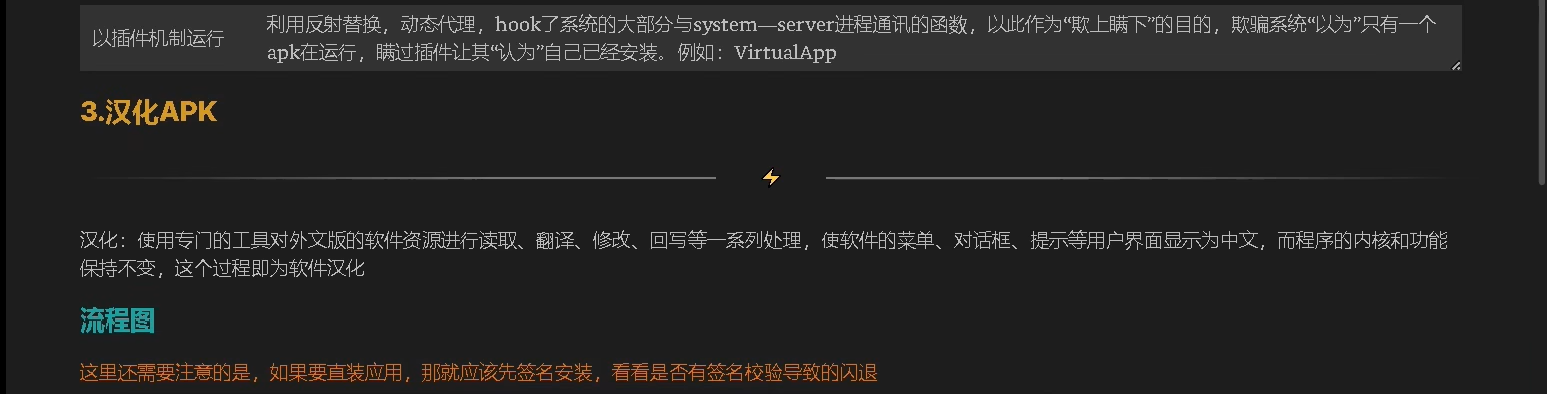 以插件机制运行
利用反射替换，动态代理，hook了系统的大部分与system—server进程通讯的函数，以此作为“欺上瞒下”的目的，欺骗系统“以为”只有一个
apk在运行，瞒过插件让其“认为”自己已经安装。例如：VirtualApp
3.汉化APK
汉化：使用专门的工具对外文版的软件资源进行读取、翻译、修改、回写等一系列处理，使软件的菜单、对话框、提示等用户界面显示为中文，而程序的内核和功能
保持不变，这个过程即为软件汉化
流程图
这里还需要注意的是，如果要直装应用，那就应该先签名安装，看看是否有签名校验导致的闪退